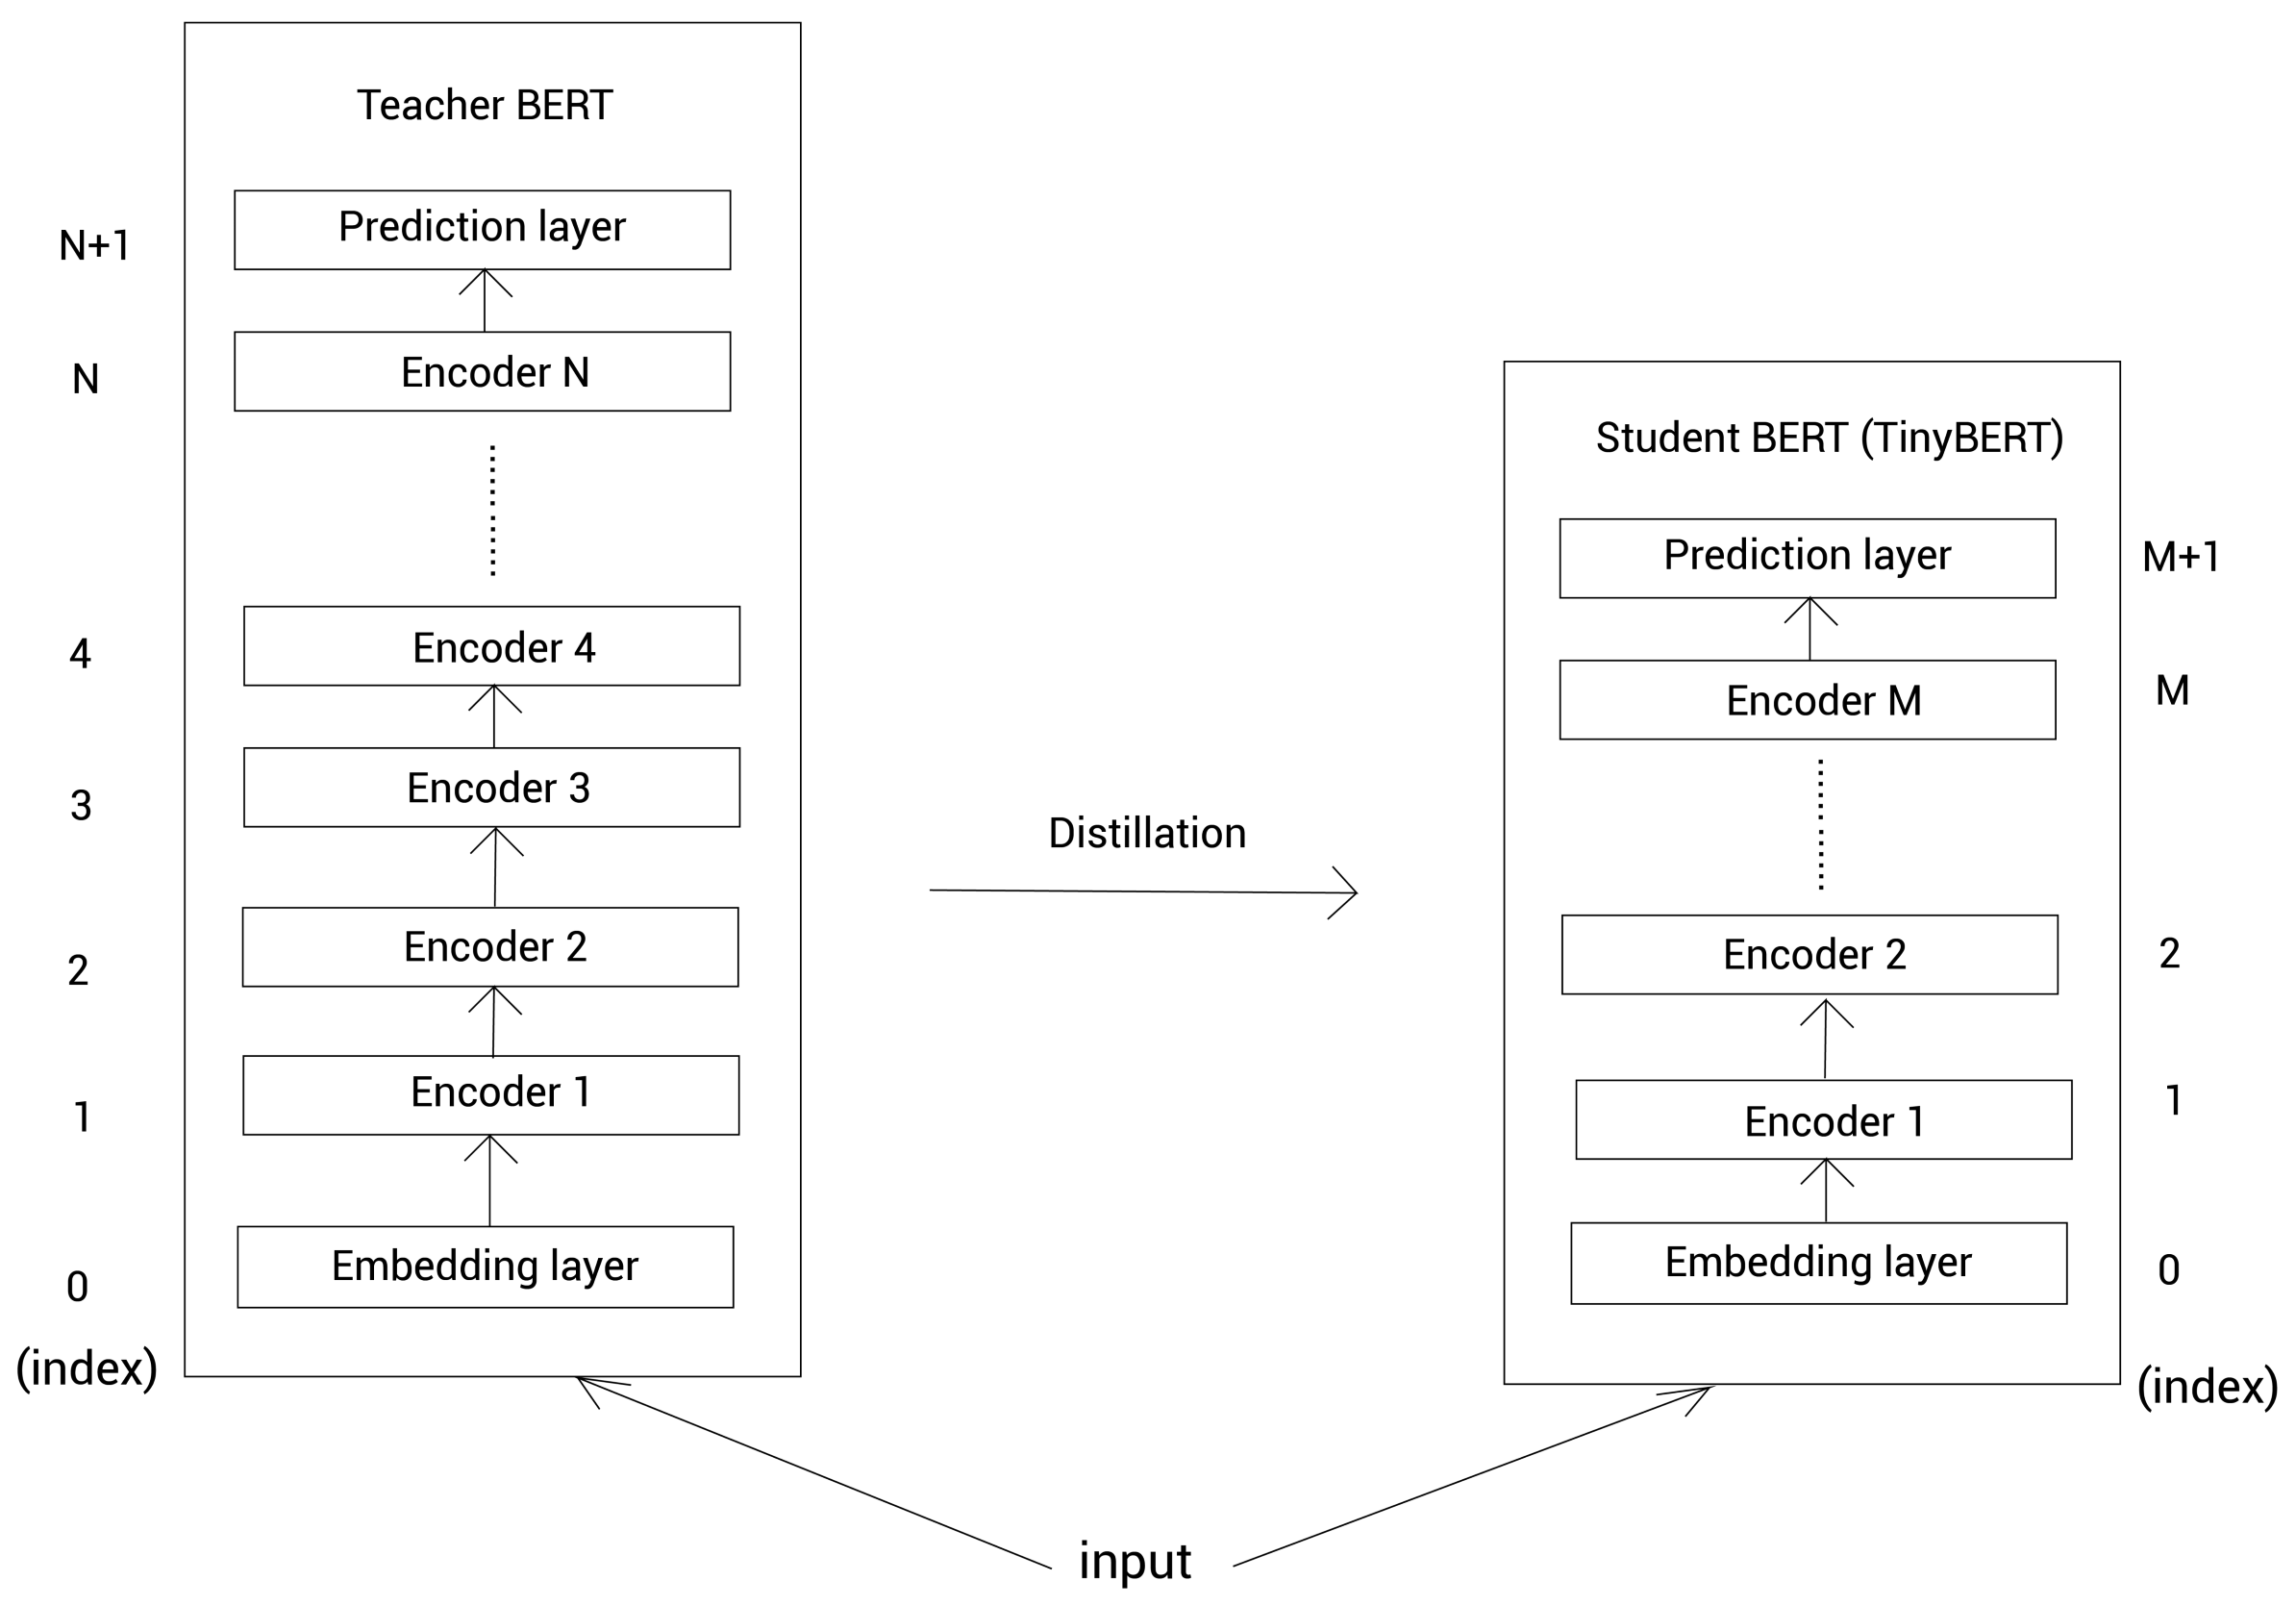 Teacher BERT
N+1
Prediction layer
N
Encoder N
4
Encoder 4
3
Encoder 3
2
Encoder 2
1
Encoder 1
0
Embedding layer
(index)
Distillation
Student BERT (TinyBERT)
Prediction layer
M+1
Encoder M
M
Encoder 2
2
Encoder 1
1
Embedding layer
0
(index)
input